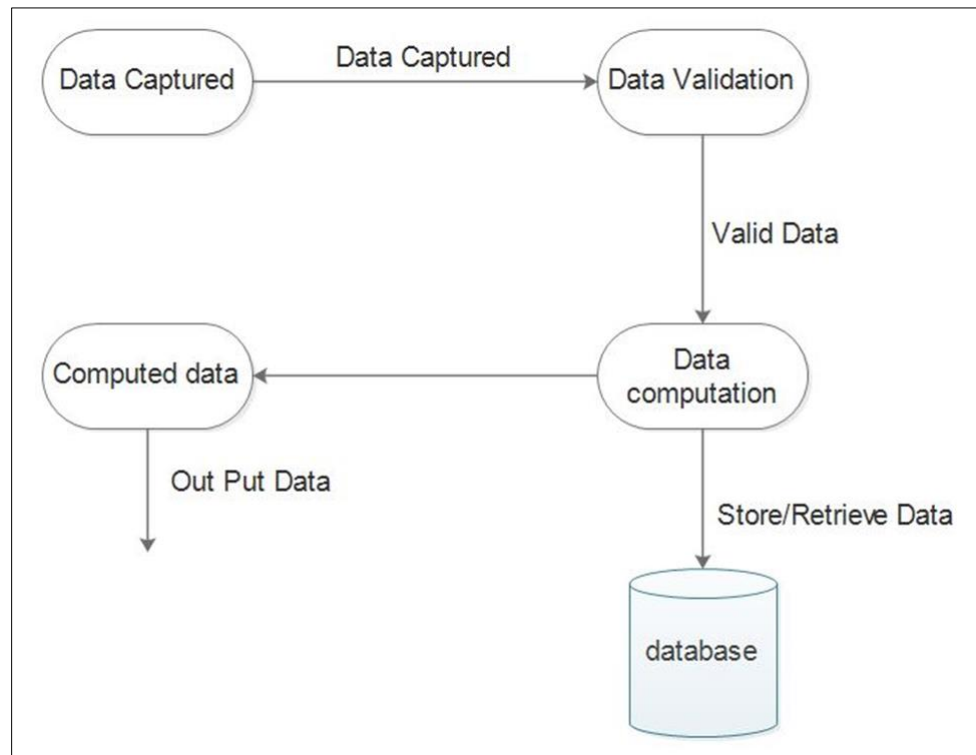 Data Captured
Data Captured
Data Validation
Valid Data
Computed data
Data
computation
Out Put Data
Store/Retrieve Data
database